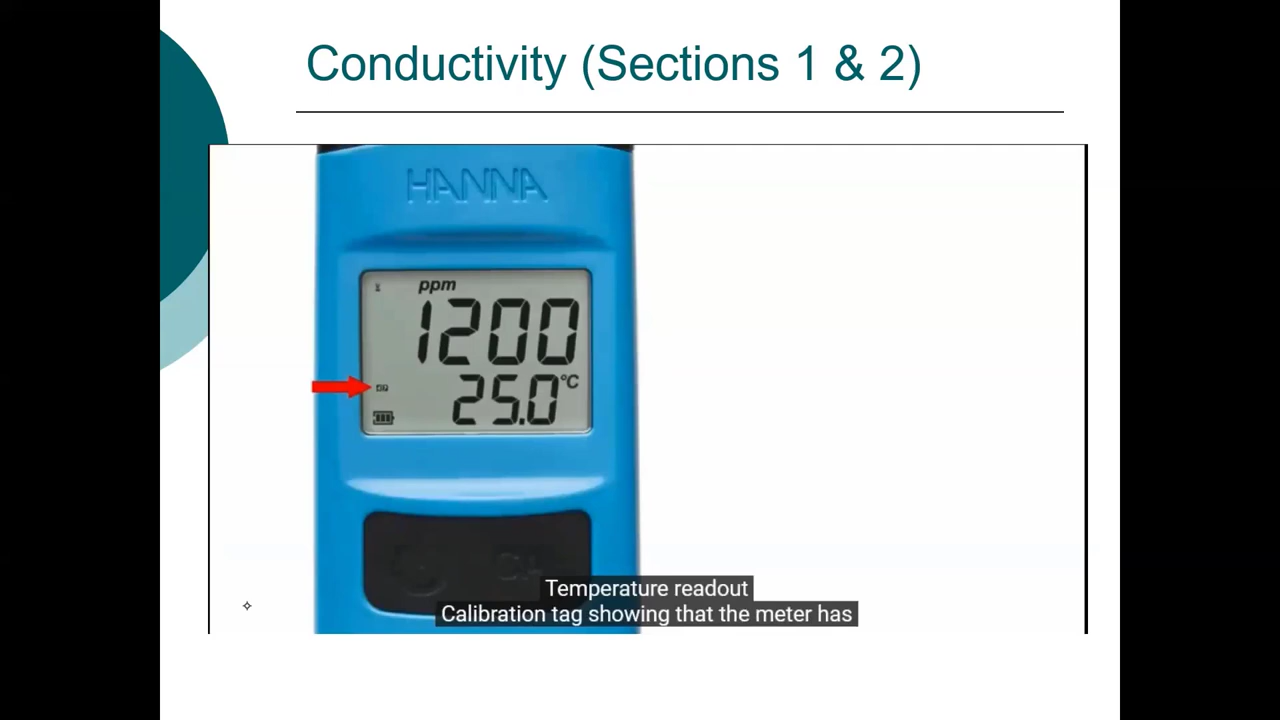 Conductivity (Sections 1 & 2)
HANNA
ppm
1200
25.0°C
Temperature readout
Calibration tag showing that the meter has